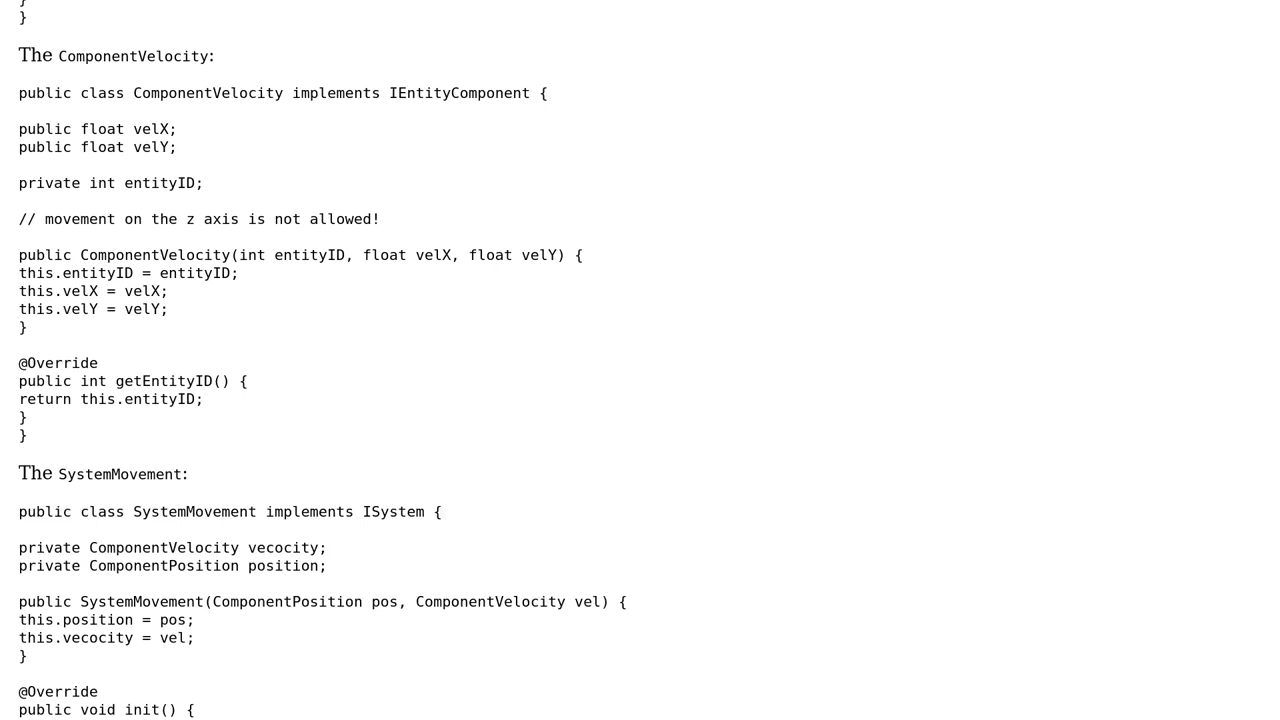 }
}
The ComponentVelocity:
public class ComponentVelocity implements IEntityComponent {
public float velX;
public float velY;
private int entityID;
// movement on the z axis is not allowed!
public ComponentVelocity(int entityID, float velX, float velY) {
this.entityID = entityID;
this.velX = velX;
this.velY = velY;
}
@Override
public int getEntityID() {
return this.entityID;
}
}
The SystemMovement:
public class SystemMovement implements ISystem {
private ComponentVelocity vecocity;
private ComponentPosition position;
public SystemMovement(ComponentPosition pos, ComponentVelocity vel) {
this.position = pos;
this.vecocity = vel;
}
@Override
public void init() {